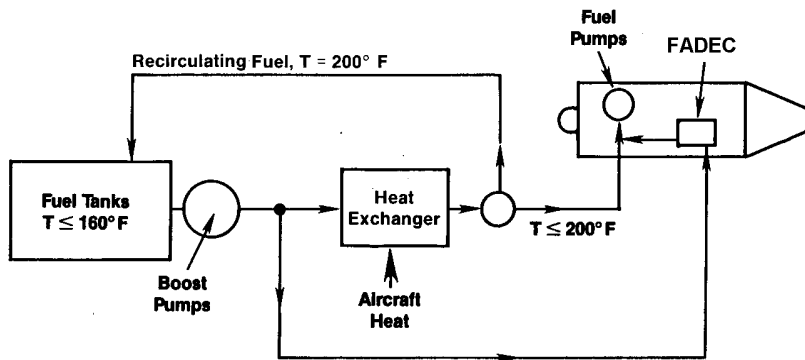 Fuel
Pumps
FADEC
Recirculating Fuel, T = 200° F
Fuel Tanks
T ≤ 160°F
Heat
Exchanger
T ≤ 200°F
Boost
Pumps
Aircraft
Heat